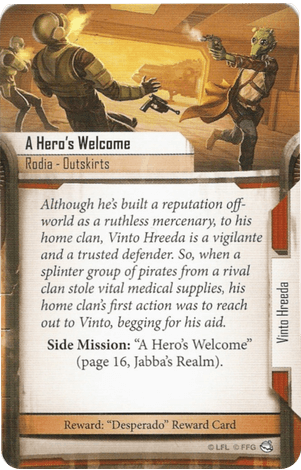 A Hero's Welcome
Rodia - Outskirts
Although he's built a reputation off-
world as a ruthless mercenary, to his
home clan, Vinto Hreeda is a vigilante
and a trusted defender. So, when a
splinter group of pirates from a rival
clan stole vital medical supplies, his
home clan's first action was to reach
out to Vinto, begging for his aid.
Side Mission: "A Hero's Welcome"
(page 16, Jabba's Realm).
Vinto Hreeda
Reward: "Desperado" Reward Card
© LFL © FFG